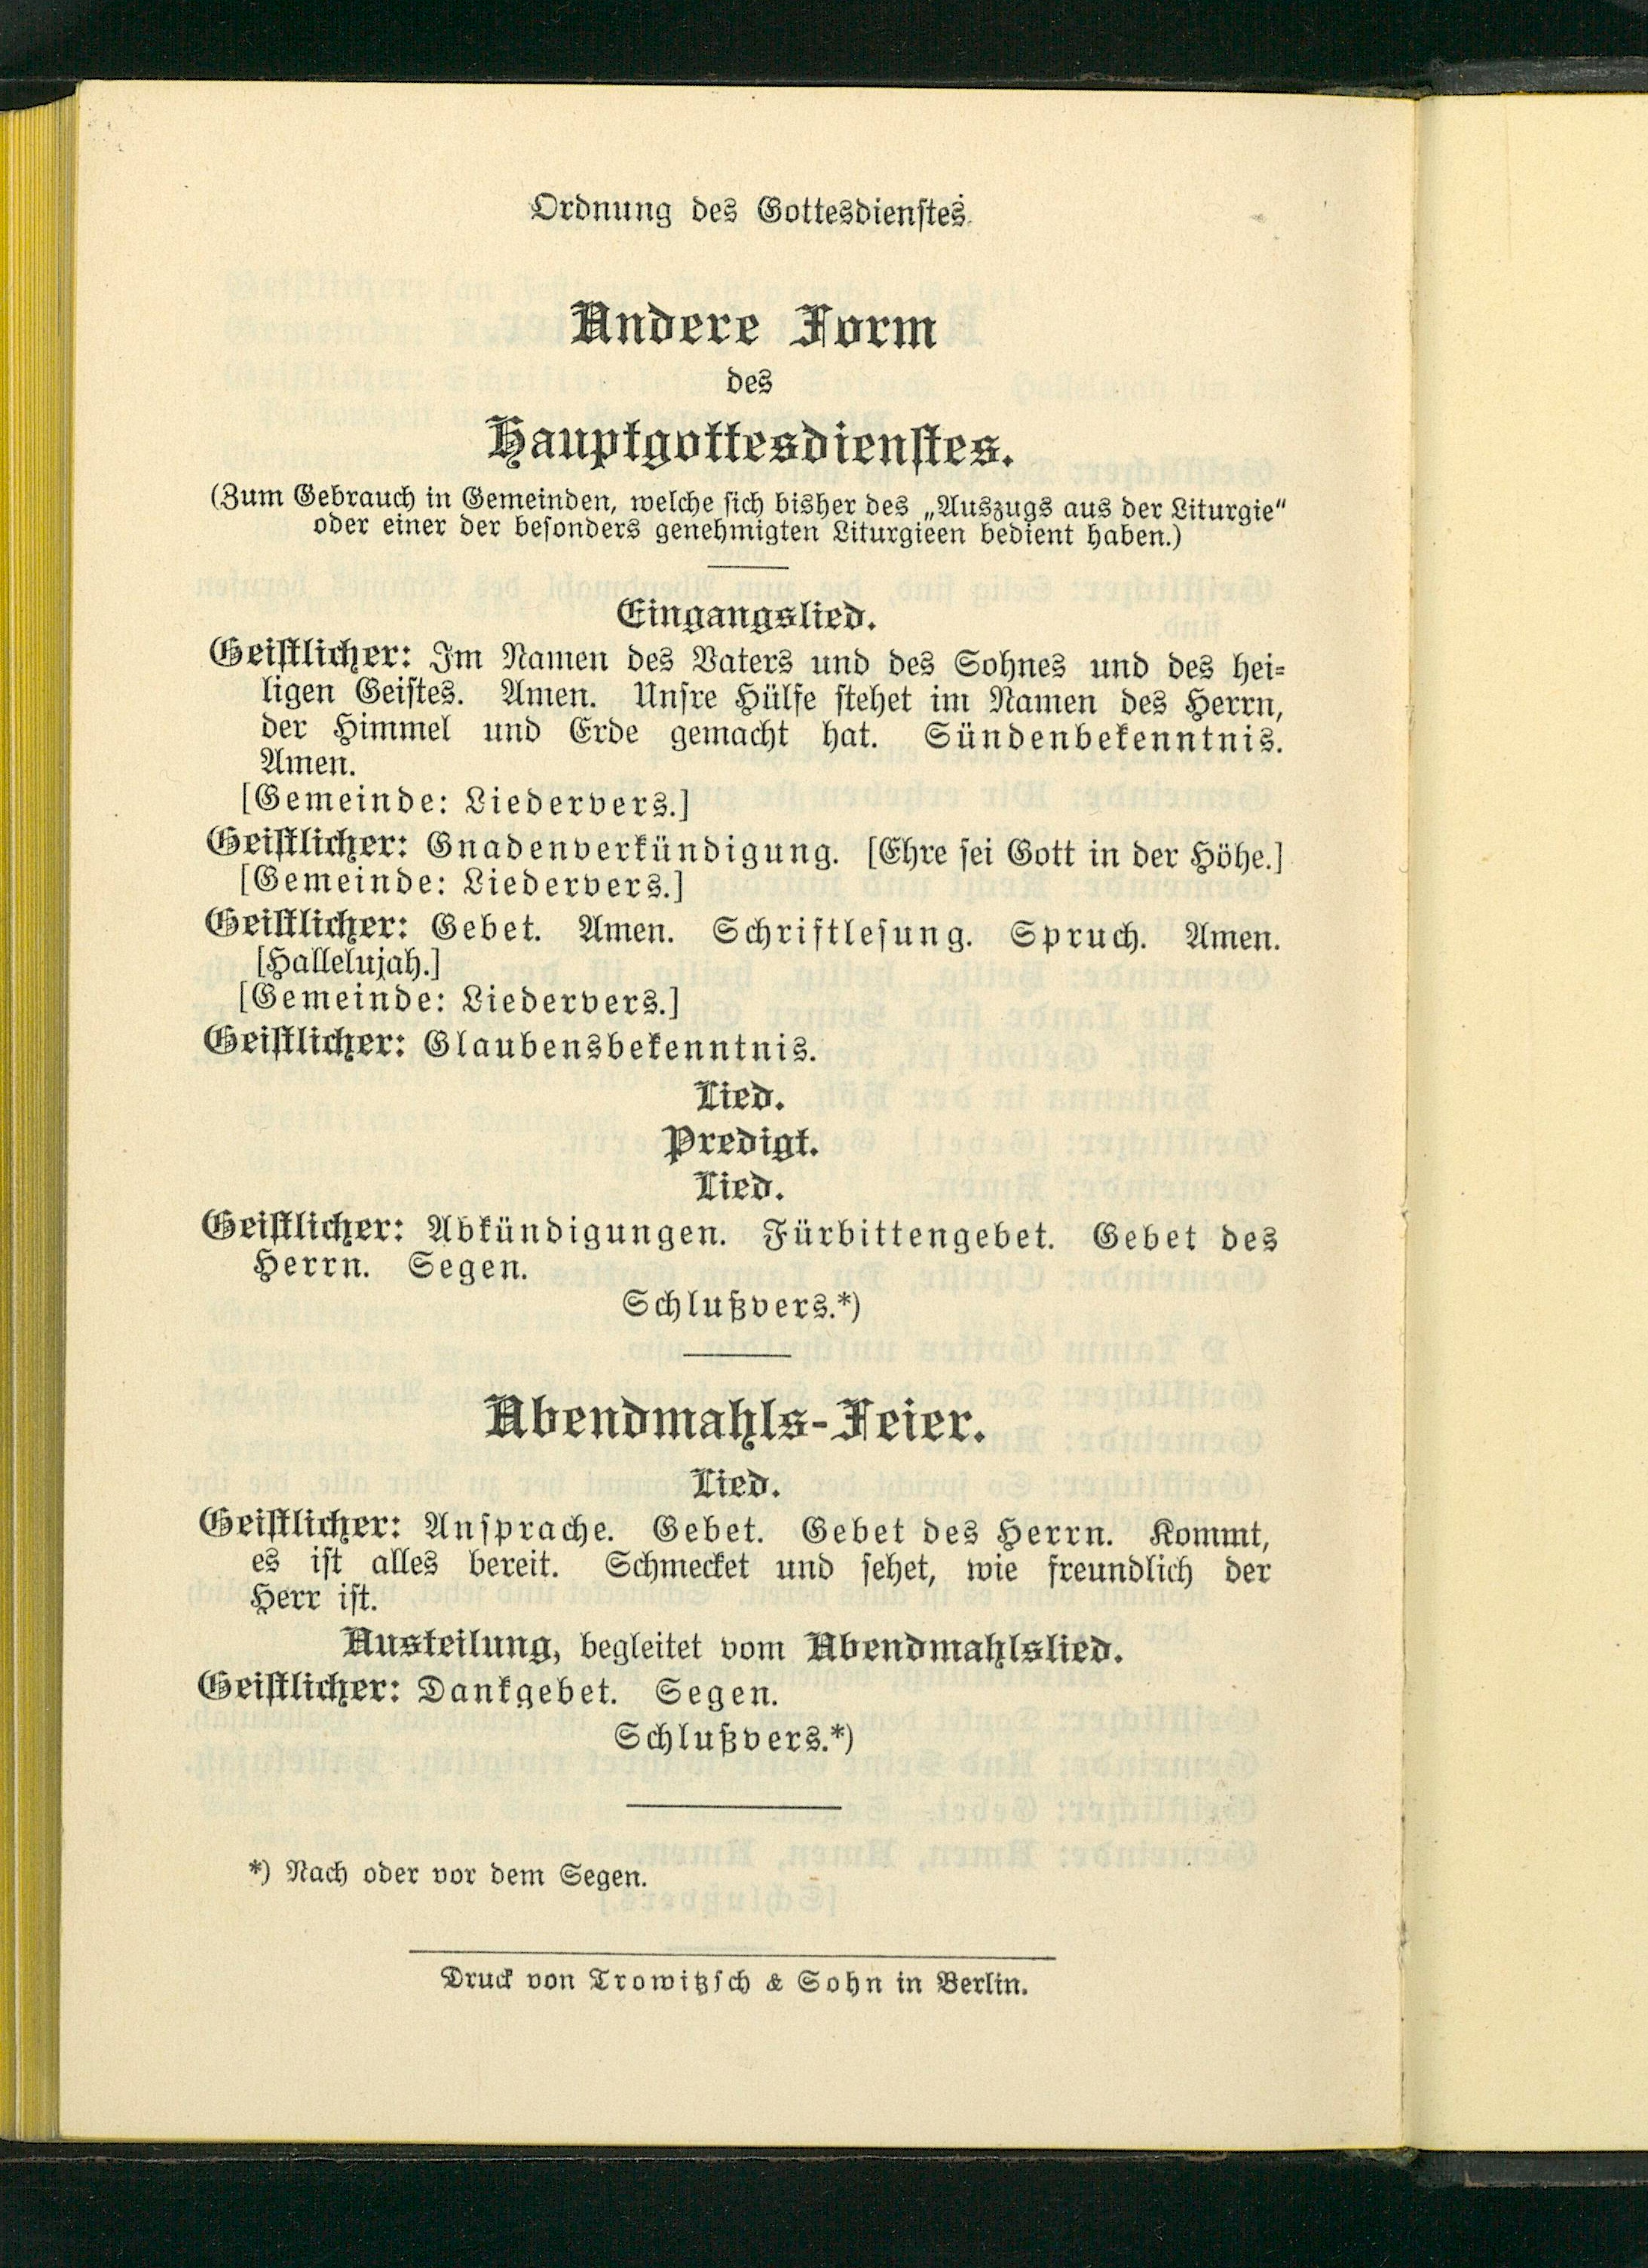 Ordnung des Gottesdienstes.
Andere Form
des
Hauptgottesdienstes.
(Zum Gebrauch in Gemeinden, welche sich bisher des „Auszugs aus der Liturgie“
oder einer der besonders genehmigten Liturgieen bedient haben.)
Eingangslied.
Geistlicher: Im Namen des Vaters und des Sohnes und des hei-
ligen Geistes. Amen. Unsre Hülfe stehet im Namen des Herrn,
der Himmel und Erde gemacht hat. Sündenbekenntnis.
Amen.
[Gemeinde: Liedervers.]
Geistlicher: Gnadenverkündigung. [Ehre sei Gott in der Höhe.]
[Gemeinde: Liedervers.]
Geistlicher: Gebet. Amen. Schriftlesung. Spruch. Amen.
[Hallelujah.]
[Gemeinde: Liedervers.]
Geistlicher: Glaubensbekenntnis.
Lied.
Predigt.
Lied.
Geistlicher: Abkündigungen. Fürbittengebet. Gebet des
Herrn. Segen.
Schlußvers.*)
Abendmahls-Feier.
Lied.
Geistlicher: Ansprache. Gebet. Gebet des Herrn. Kommt,
es ist alles bereit. Schmecket und sehet, wie freundlich der
Herr ist.
Austeilung, begleitet vom Abendmahlslied.
Geistlicher: Dankgebet. Segen.
Schlußvers.*)
*) Nach oder vor dem Segen.
Druck von Trowitzsch & Sohn in Berlin.